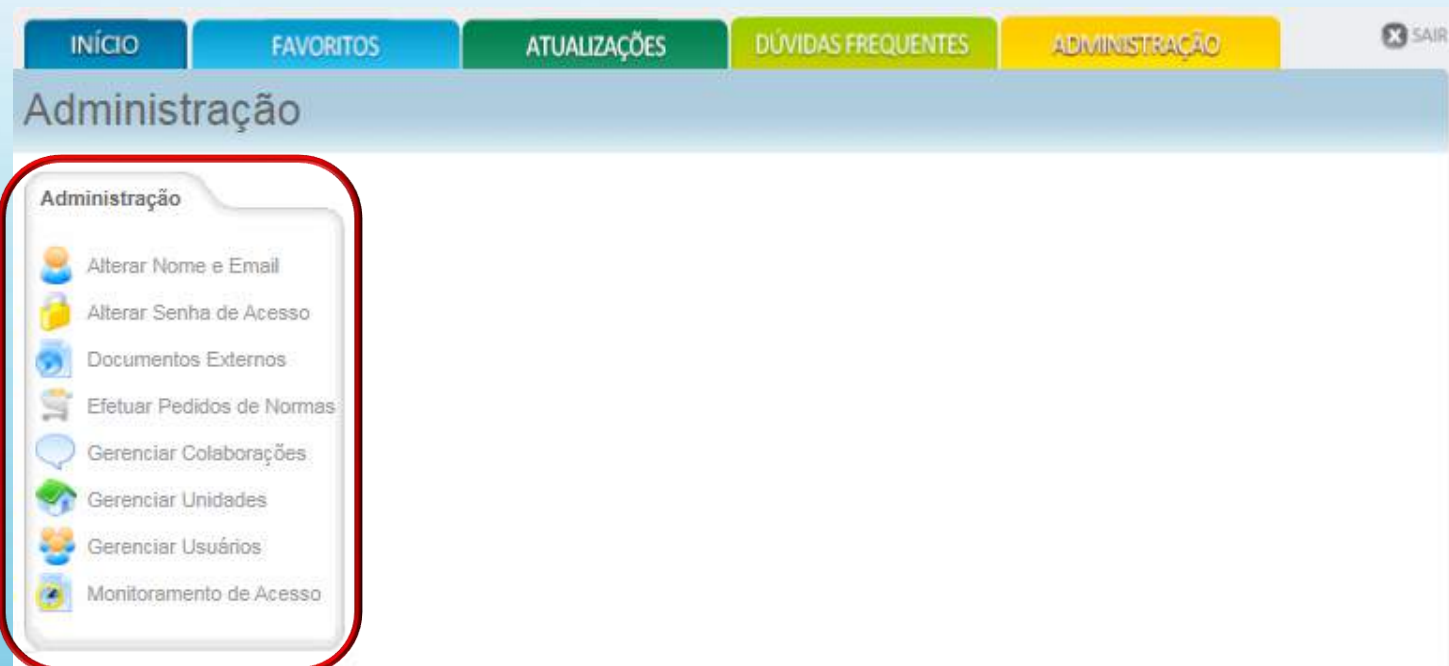 INÍCIO FAVORITOS ATUALIZAÇÕES DÚVIDAS FREQUENTES ADMINISTRAÇÃO SAIR
Administração
Administração
Alterar Nome e Email
Alterar Senha de Acesso
Documentos Externos
Efetuar Pedidos de Normas
Gerenciar Colaborações
Gerenciar Unidades
Gerenciar Usuários
Monitoramento de Acesso